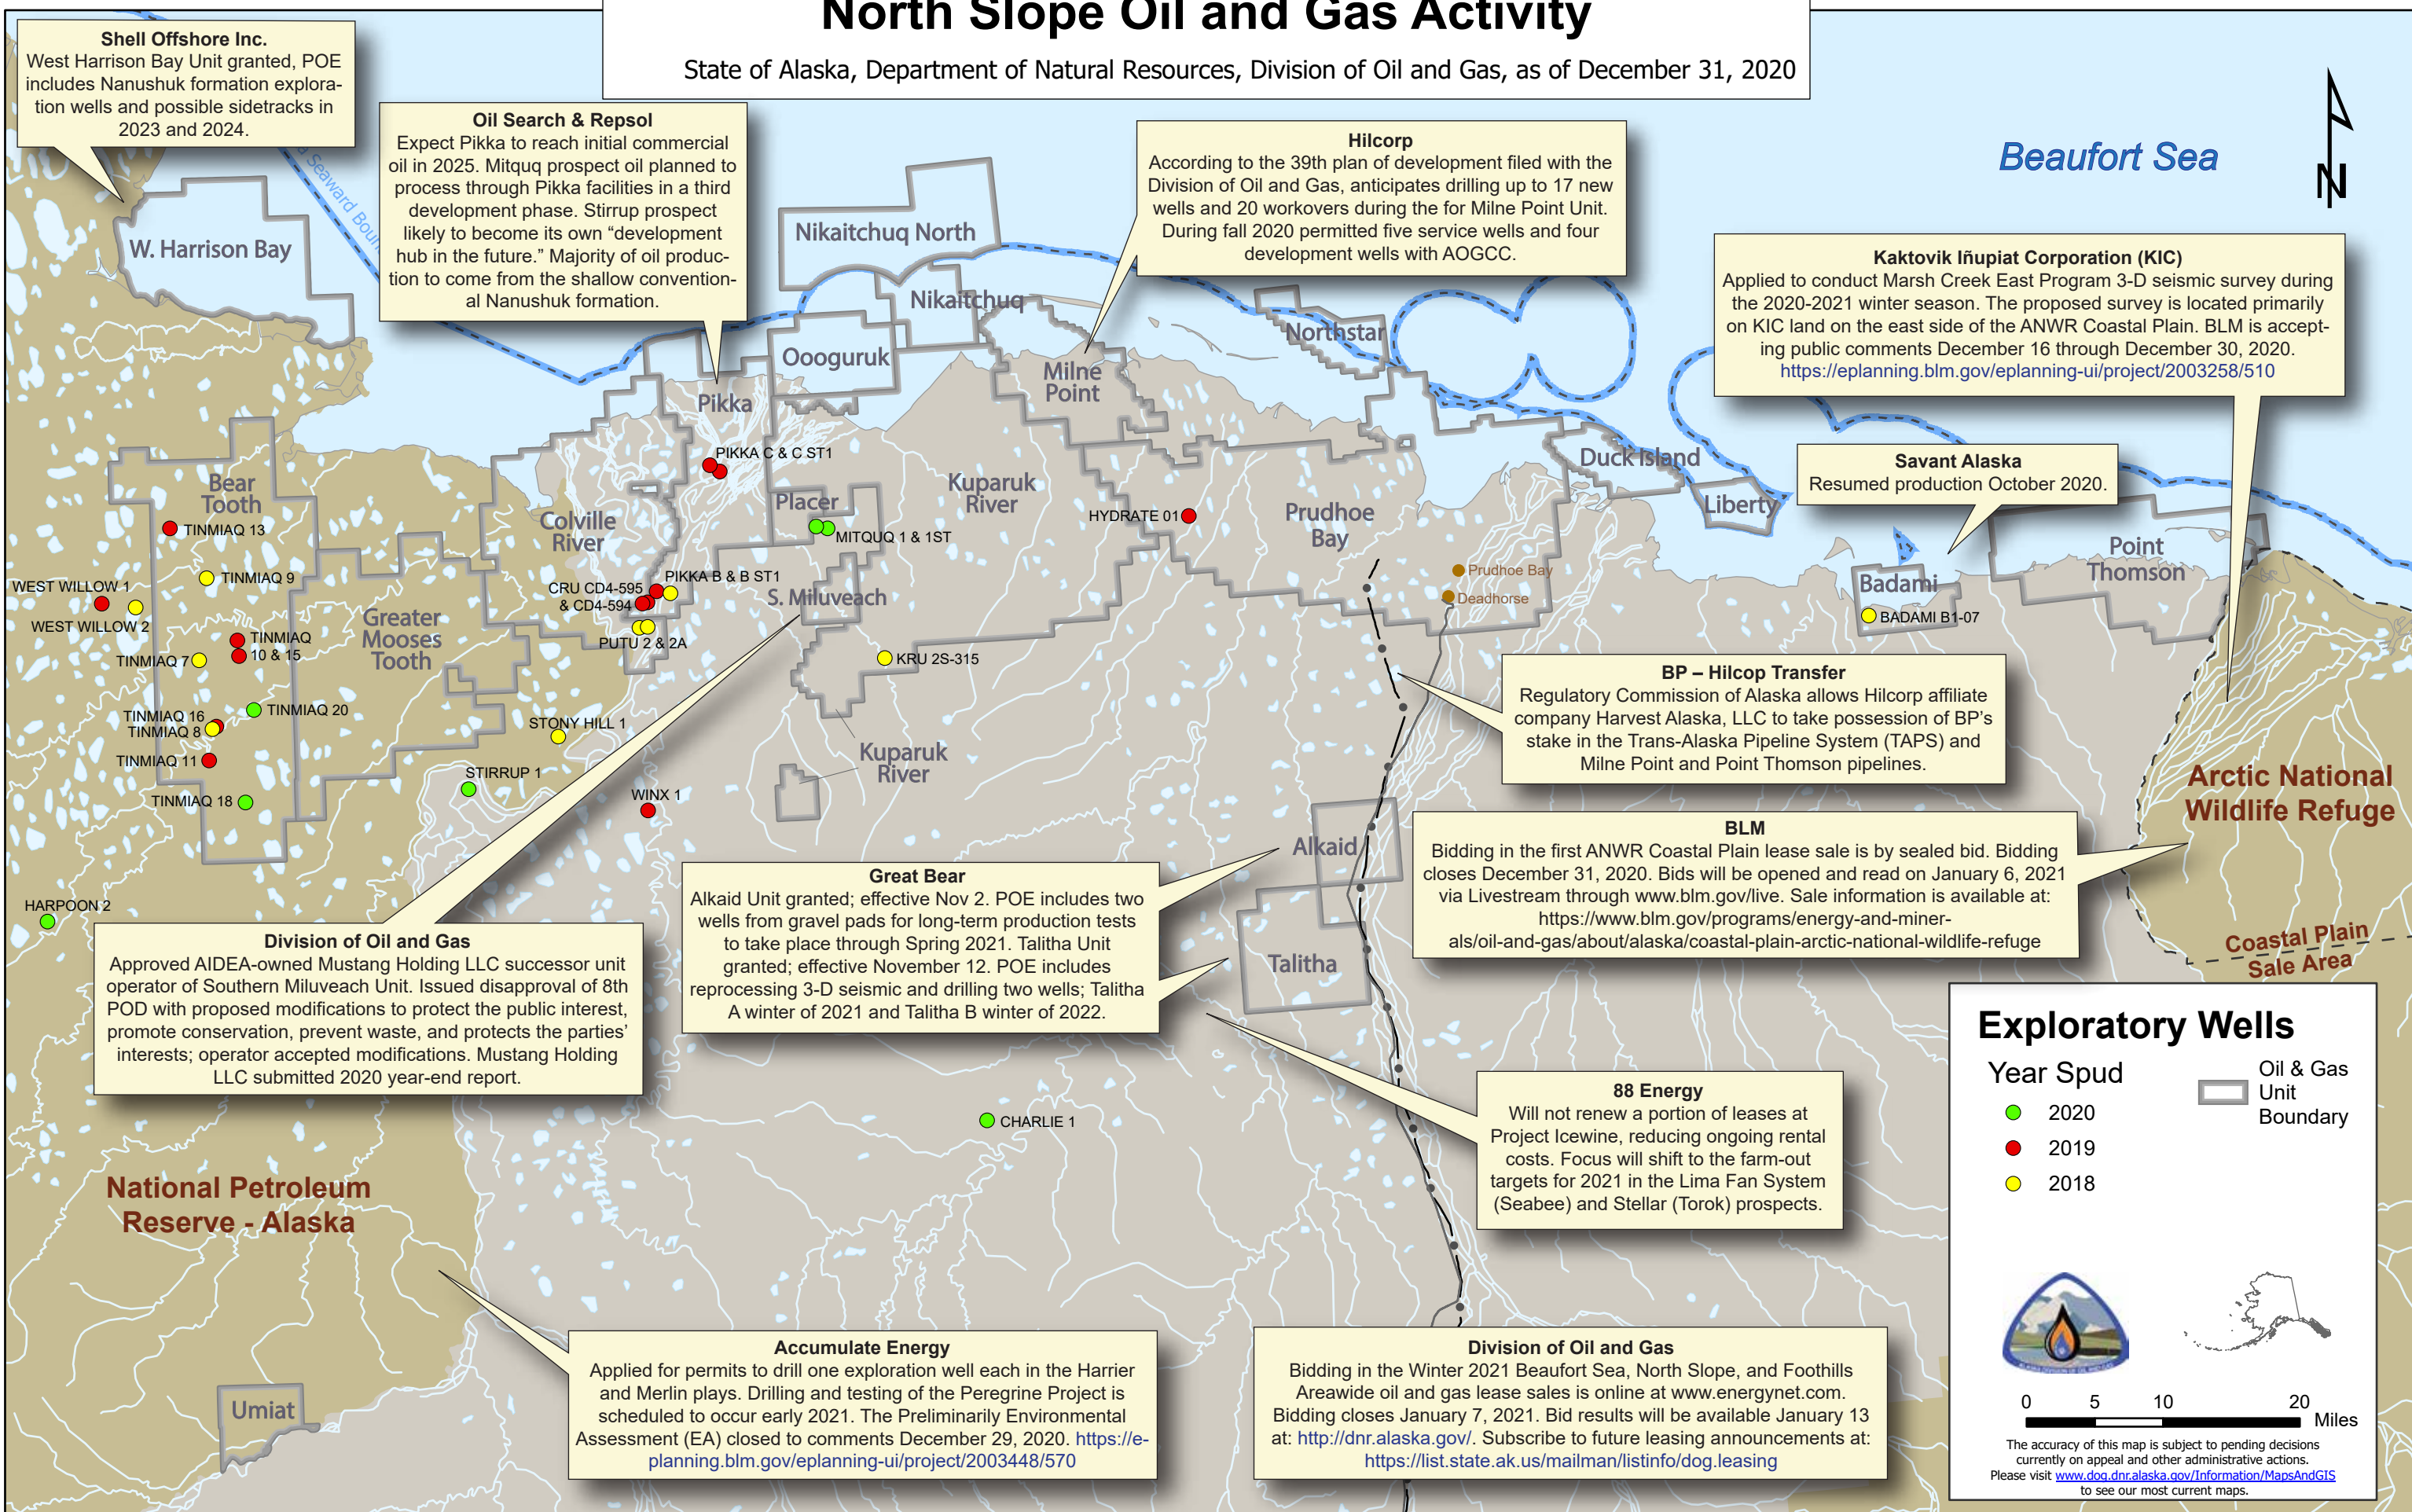 North Slope Oil and Gas Activity
State of Alaska, Department of Natural Resources, Division of Oil and Gas, as of December 31, 2020
Shell Offshore Inc.
West Harrison Bay Unit granted, POE
includes Nanushuk formation explora-
tion wells and possible sidetracks in
2023 and 2024.
Oil Search & Repsol
Expect Pikka to reach initial commercial
oil in 2025. Mitquq prospect oil planned to
process through Pikka facilities in a third
development phase. Stirrup prospect
likely to become its own “development
hub in the future.” Majority of oil produc-
tion to come from the shallow convention-
al Nanushuk formation.
Hilcorp
According to the 39th plan of development filed with the
Division of Oil and Gas, anticipates drilling up to 17 new
wells and 20 workovers during the for Milne Point Unit.
During fall 2020 permitted five service wells and four
development wells with AOGCC.
Beaufort Sea
N
Kaktovik Iñupiat Corporation (KIC)
Applied to conduct Marsh Creek East Program 3-D seismic survey during
the 2020-2021 winter season. The proposed survey is located primarily
on KIC land on the east side of the ANWR Coastal Plain. BLM is accept-
ing public comments December 16 through December 30, 2020.
https://eplanning.blm.gov/eplanning-ui/project/2003258/510
Seaward
W. Harrison Bay
Nikaitchuq North
Nikaitchuq
Northstar
Oooguruk
Milne
Point
Pikka
PIKKA C & C ST1
Duck Island
Savant Alaska
Resumed production October 2020.
Bear
Tooth
Kuparuk
River
Placer
Liberty
Colville
River
Prudhoe
Bay
HYDRATE 01
TINMIAQ 13
MITQUQ 1 & 1ST
Point
Thomson
TINMIAQ 9
Prudhoe Bay
WEST WILLOW 1
PIKKA B & B ST1
CRU CD4-595
& CD4-594
S. Miluveach
Deadhorse
Badami
BADAMI B1-07
WEST WILLOW 2
Greater
Mooses
Tooth
TINMIAQ
10 & 15
PUTU 2 & 2A
TINMIAQ 7
KRU 2S-315
BP – Hilcop Transfer
Regulatory Commission of Alaska allows Hilcorp affiliate
company Harvest Alaska, LLC to take possession of BP’s
stake in the Trans-Alaska Pipeline System (TAPS) and
Milne Point and Point Thomson pipelines.
TINMIAQ 20
TINMIAQ 16
TINMIAQ 8
STONY HILL 1
TINMIAQ 11
Kuparuk
River
STIRRUP 1
TINMIAQ 18
WINX 1
Arctic National
Wildlife Refuge
Alkaid
BLM
Bidding in the first ANWR Coastal Plain lease sale is by sealed bid. Bidding
closes December 31, 2020. Bids will be opened and read on January 6, 2021
via Livestream through www.blm.gov/live. Sale information is available at:
https://www.blm.gov/programs/energy-and-miner-
als/oil-and-gas/about/alaska/coastal-plain-arctic-national-wildlife-refuge
Great Bear
Alkaid Unit granted; effective Nov 2. POE includes two
wells from gravel pads for long-term production tests
to take place through Spring 2021. Talitha Unit
granted; effective November 12. POE includes
reprocessing 3-D seismic and drilling two wells; Talitha
A winter of 2021 and Talitha B winter of 2022.
HARPOON 2
Talitha
Coastal Plain
Sale Area
Division of Oil and Gas
Approved AIDEA-owned Mustang Holding LLC successor unit
operator of Southern Miluveach Unit. Issued disapproval of 8th
POD with proposed modifications to protect the public interest,
promote conservation, prevent waste, and protects the parties’
interests; operator accepted modifications. Mustang Holding
LLC submitted 2020 year-end report.
CHARLIE 1
88 Energy
Will not renew a portion of leases at
Project Icewine, reducing ongoing rental
costs. Focus will shift to the farm-out
targets for 2021 in the Lima Fan System
(Seabee) and Stellar (Torok) prospects.
National Petroleum
Reserve - Alaska
Umiat
Accumulate Energy
Applied for permits to drill one exploration well each in the Harrier
and Merlin plays. Drilling and testing of the Peregrine Project is
scheduled to occur early 2021. The Preliminarily Environmental
Assessment (EA) closed to comments December 29, 2020. https://e-
planning.blm.gov/eplanning-ui/project/2003448/570
Division of Oil and Gas
Bidding in the Winter 2021 Beaufort Sea, North Slope, and Foothills
Areawide oil and gas lease sales is online at www.energynet.com.
Bidding closes January 7, 2021. Bid results will be available January 13
at: http://dnr.alaska.gov/. Subscribe to future leasing announcements at:
https://list.state.ak.us/mailman/listinfo/dog.leasing
Exploratory Wells
Year Spud
2020
2019
2018
Oil & Gas
Unit
Boundary
0 5 10 20
Miles
The accuracy of this map is subject to pending decisions
currently on appeal and other administrative actions.
Please visit www.dog.dnr.alaska.gov/Information/MapsAndGIS
to see our most current maps.